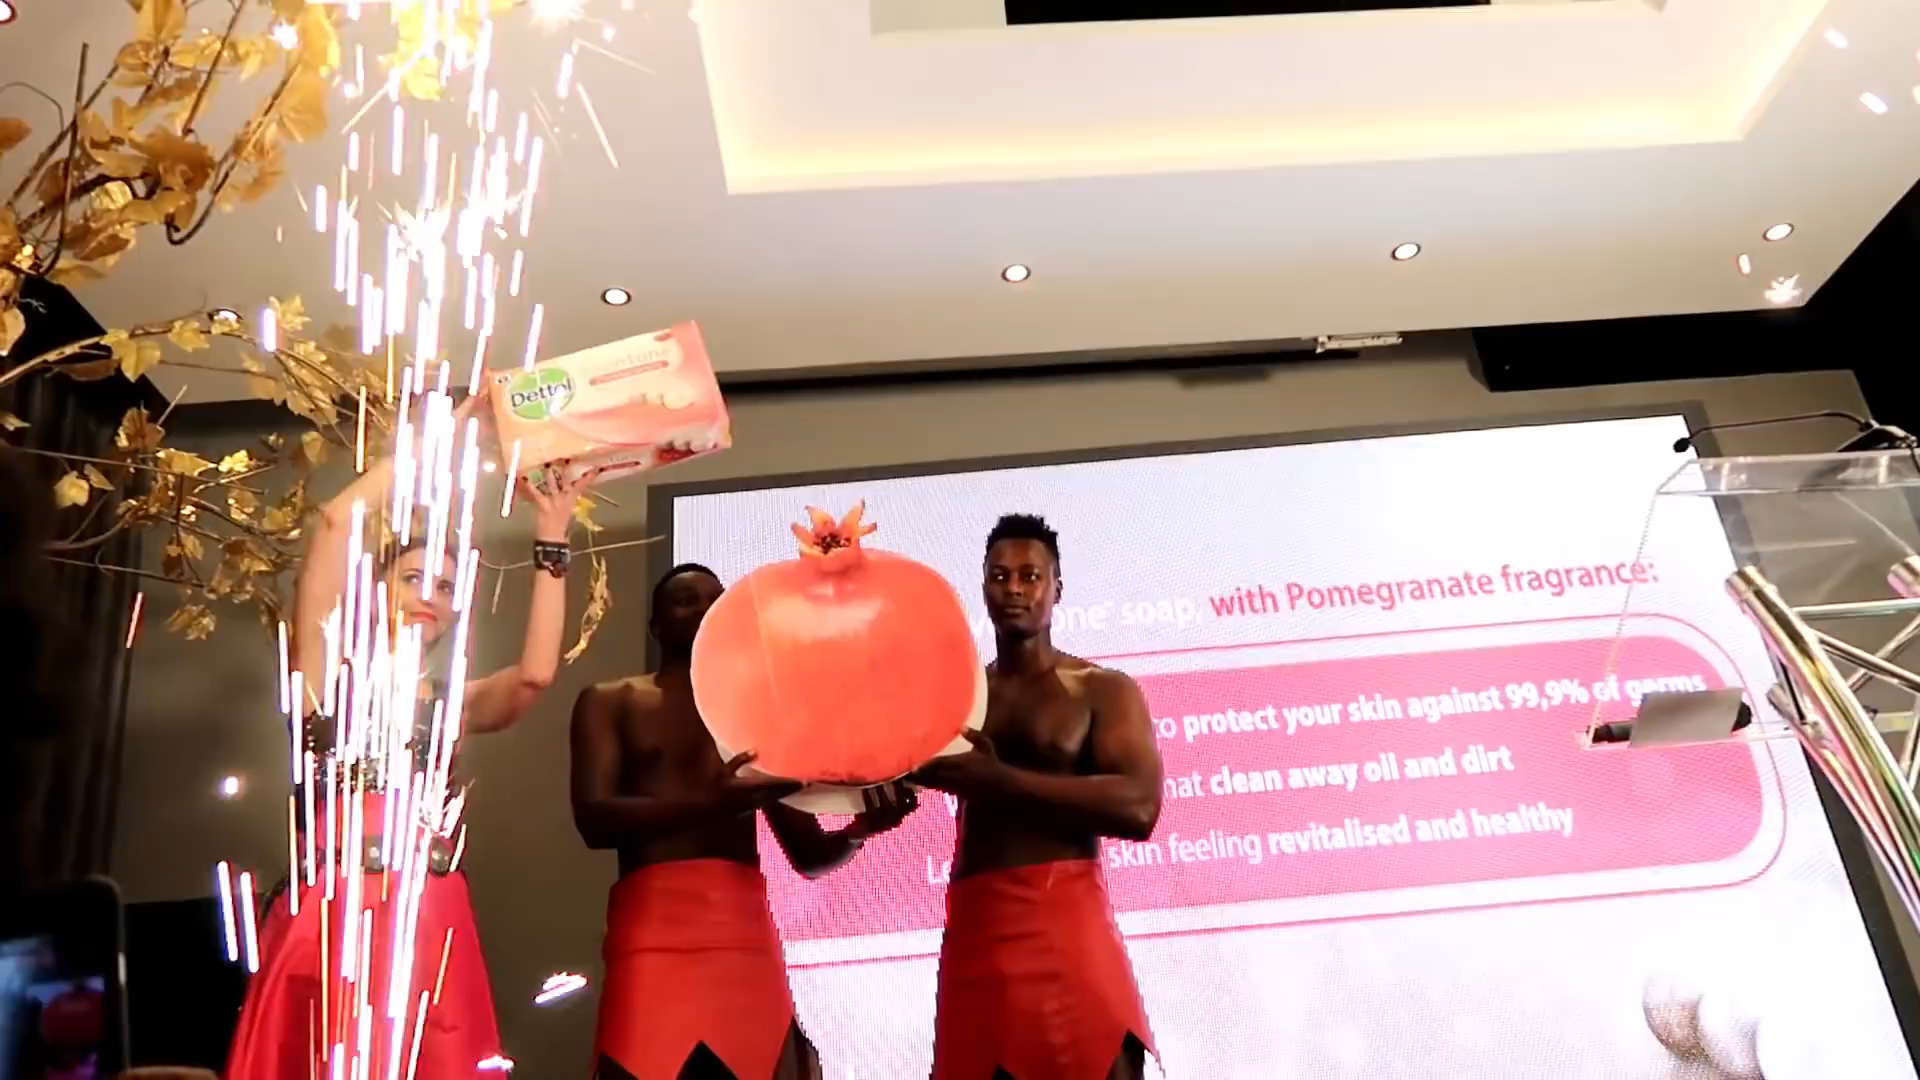 Dettol
one" soap, with Pomegranate fragrance:
to protect your skin against 99,9% of germs
clean away oil and dirt
skin feeling revitalised and healthy